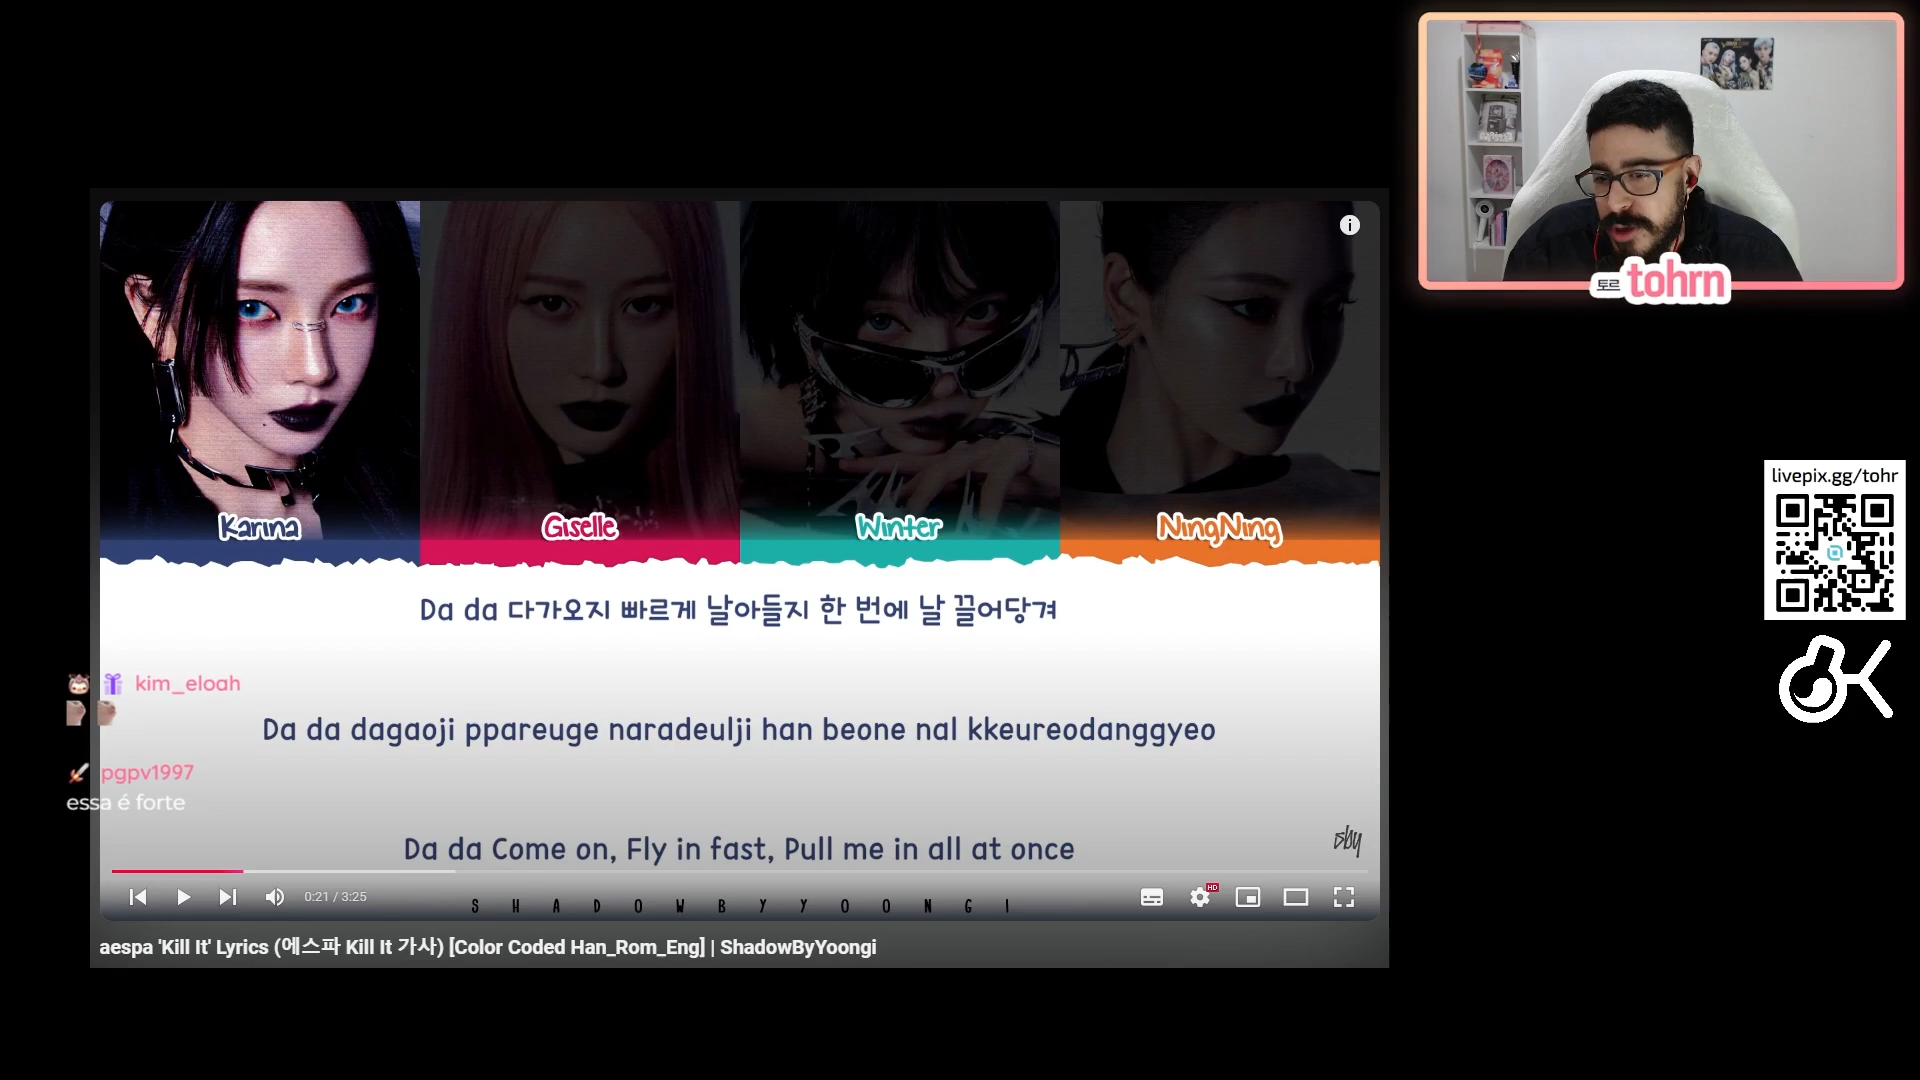 토르 tohrn
livepix.gg/tohr
Karina
Giselle
Winter
NingNing
Da da 다가오지 빠르게 날아들지 한 번에 날 끌어당겨
kim_eloah
Da da dagaoji ppareuge naradeulji han beone nal kkeureodanggyeo
pgpv1997
essa é forte
Da da Come on, Fly in fast, Pull me in all at once
sby
0:21 / 3:25
HD
SHADOWBYYOONGI
aespa 'Kill It' Lyrics (에스파 Kill It 가사) [Color Coded Han_Rom_Eng] | ShadowByYoongi